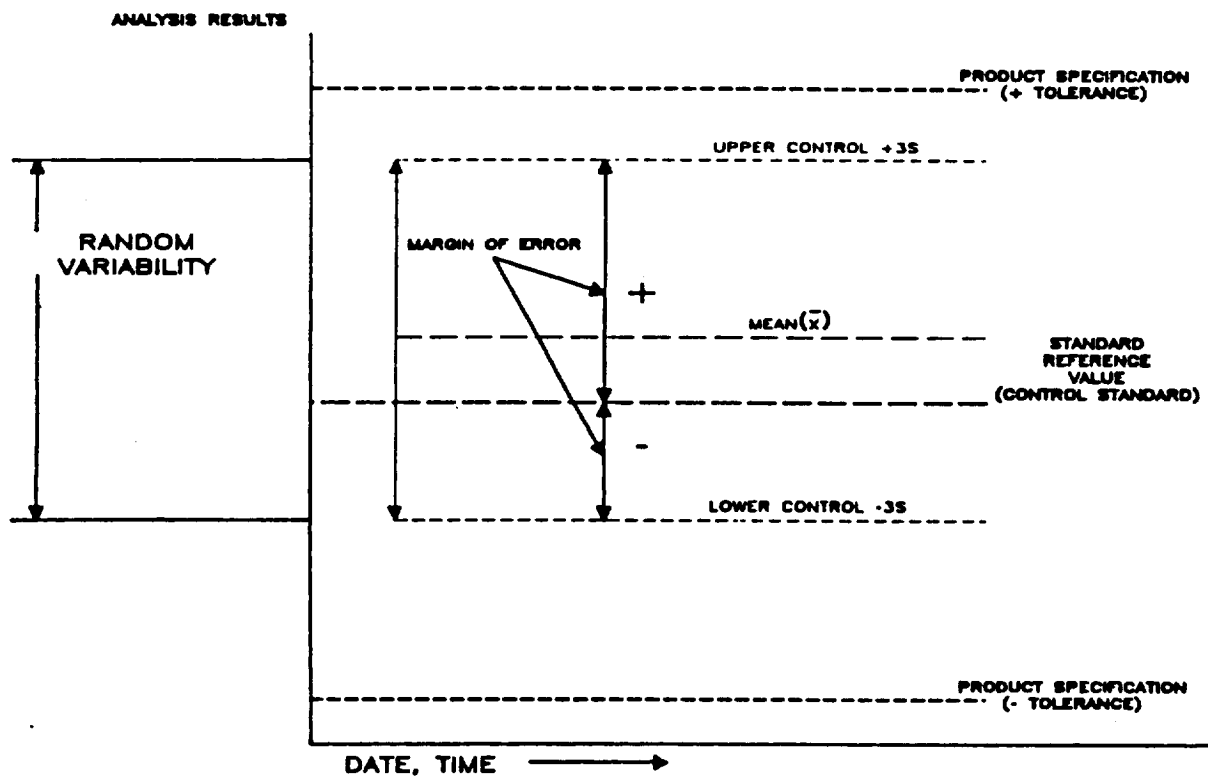 ANALYSIS RESULTS
PRODUCT SPECIFICATION
(+ TOLERANCE)
UPPER CONTROL +3S
RANDOM
VARIABILITY
MARGIN OF ERROR
+
MEAN(x̄)
STANDARD
REFERENCE
VALUE
(CONTROL STANDARD)
-
LOWER CONTROL -3S
PRODUCT SPECIFICATION
(- TOLERANCE)
DATE, TIME